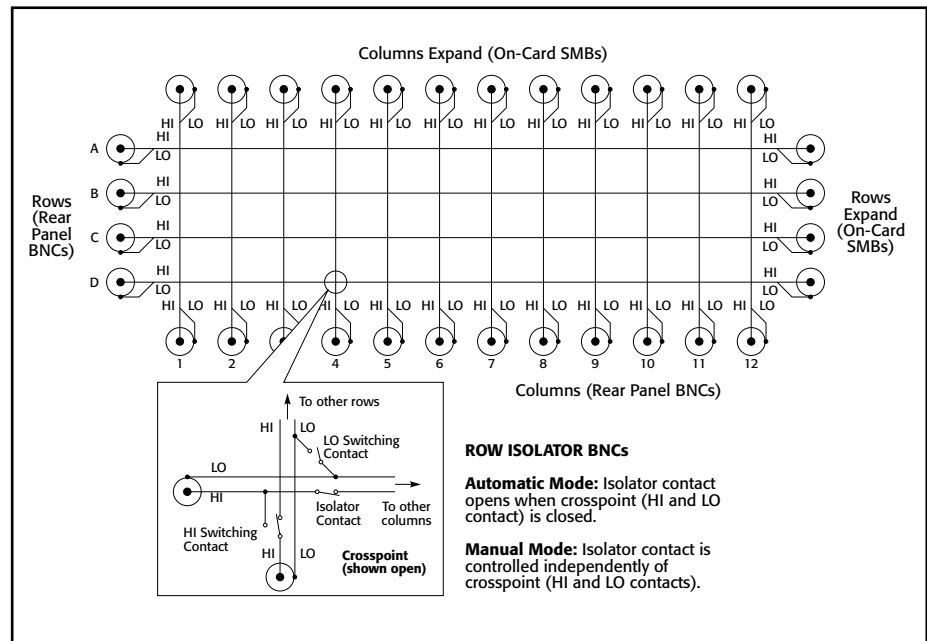 Columns Expand (On-Card SMBs)
HI LO HI LO HI LO HI LO HI LO HI LO HI LO HI LO HI LO HI LO HI LO HI LO
A HI HI
LO LO
B HI HI
LO LO
Rows
(Rear
Panel
BNCs)
Rows
Expand
(On-Card
SMBs)
C HI HI
LO LO
D HI HI
LO LO
HI LO HI LO HI LO HI LO HI LO HI LO HI LO HI LO HI LO HI LO HI LO
1 2 4 5 6 7 8 9 10 11 12
Columns (Rear Panel BNCs)
To other rows
HI LO
LO Switching
Contact
LO
HI
Isolator
Contact
To other
columns
HI Switching
Contact
HI LO
Crosspoint
(shown open)
ROW ISOLATOR BNCs
Automatic Mode: Isolator contact
opens when crosspoint (HI and LO
contact) is closed.
Manual Mode: Isolator contact is
controlled independently of
crosspoint (HI and LO contacts).